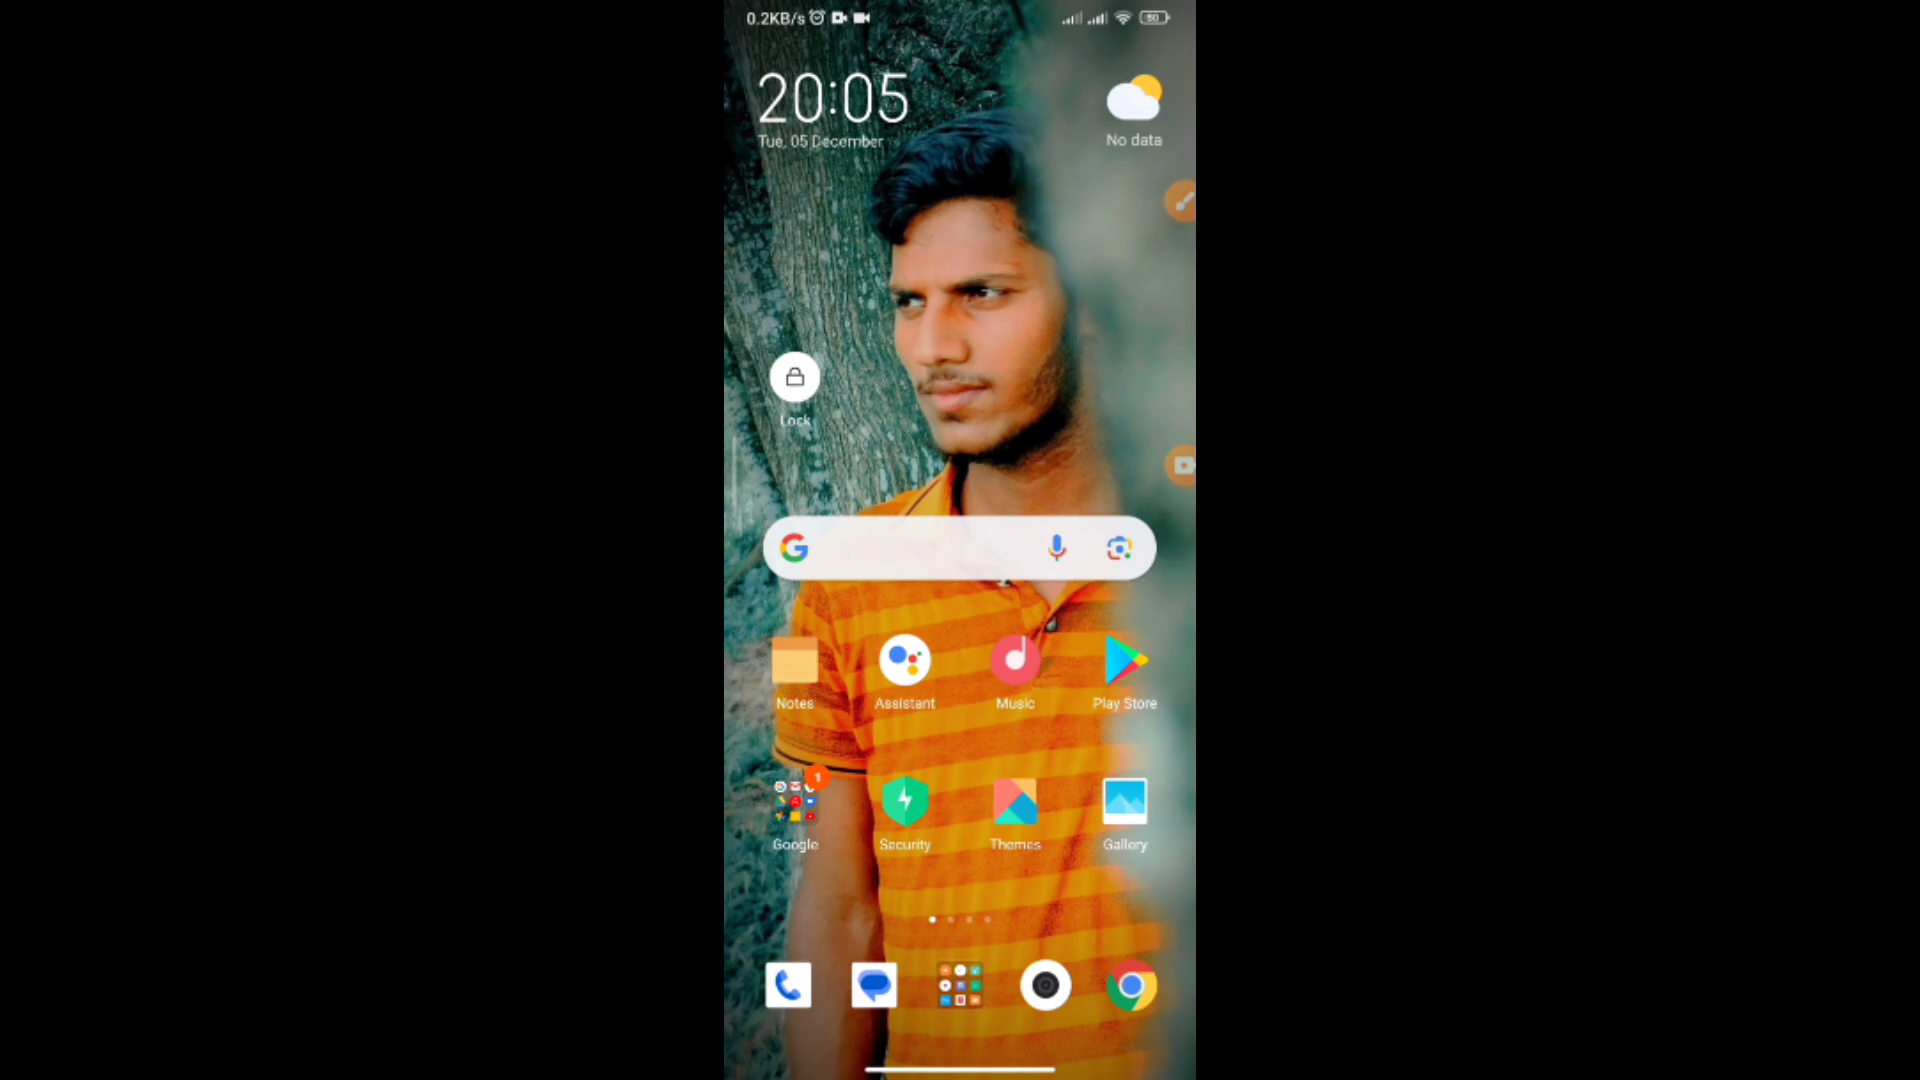 0.2KB/s
50
20:05
Tue, 05 December
No data
Lock
Notes
Assistant
Music
Play Store
1
Google
Security
Themes
Gallery